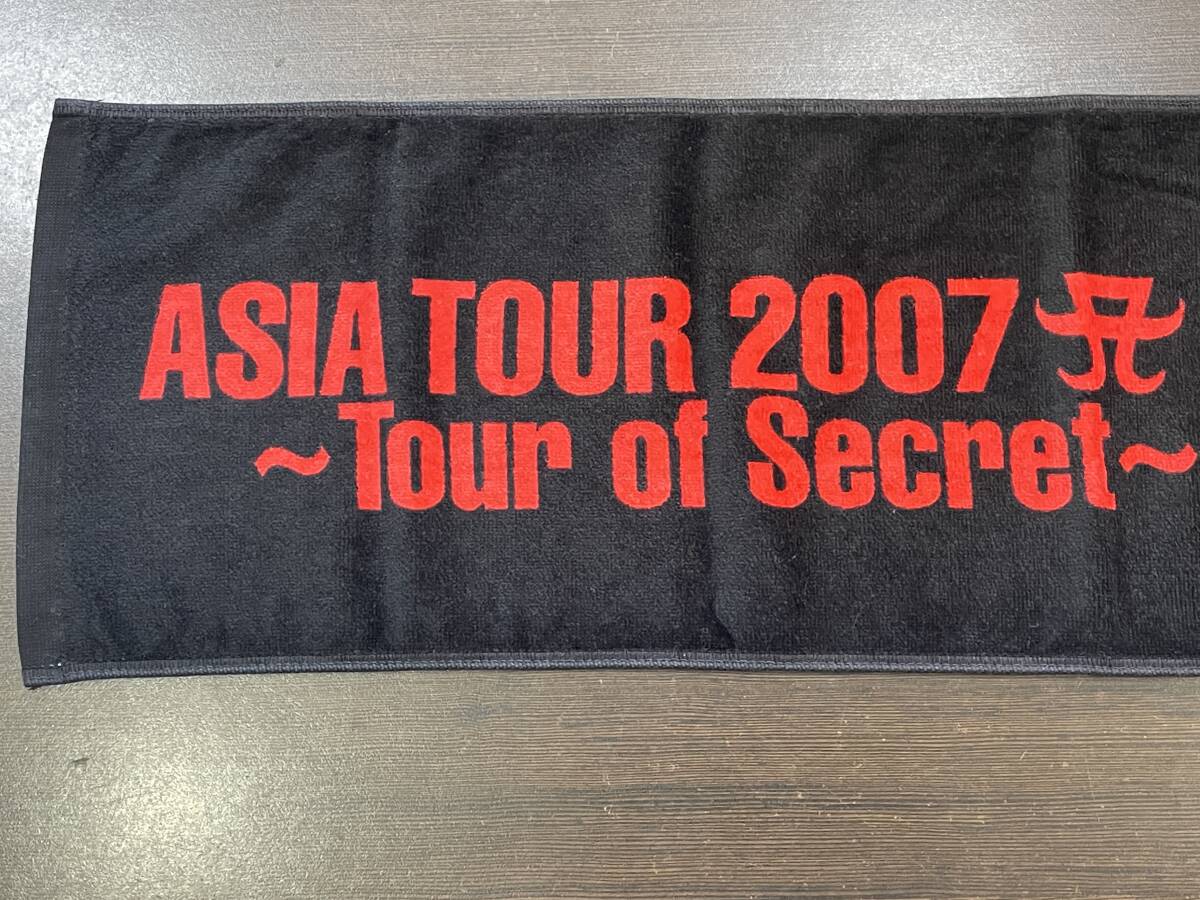 ASIA TOUR 2007 A
~Tour of Secret~